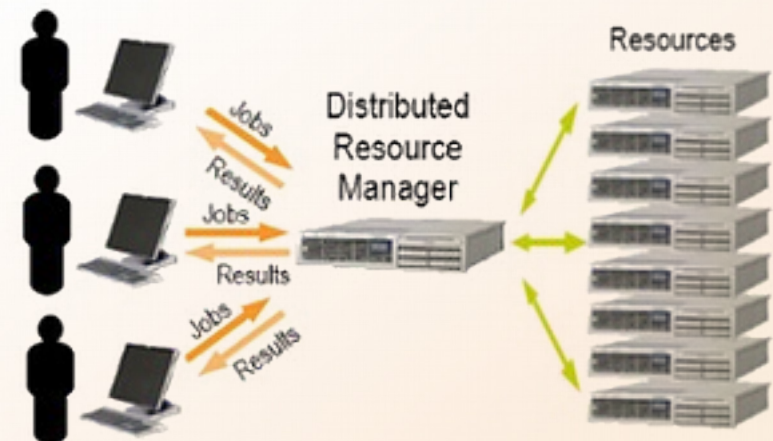 Resources
Distributed
Resource
Manager
Jobs
Results
Jobs
Results
Jobs
Results